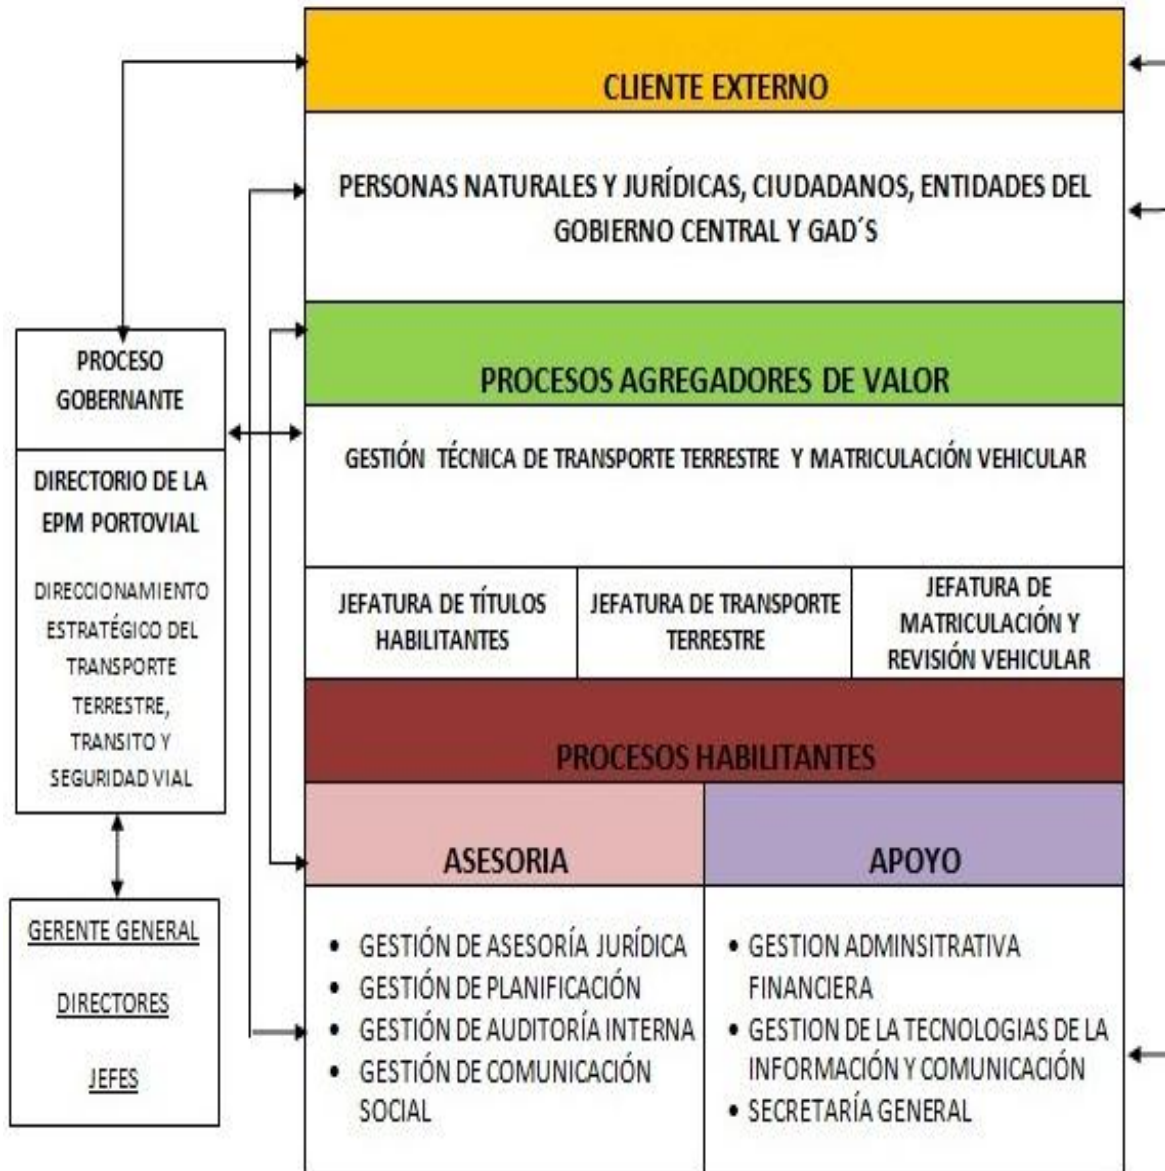 CLIENTE EXTERNO
PERSONAS NATURALES Y JURÍDICAS, CIUDADANOS, ENTIDADES DEL
GOBIERNO CENTRAL Y GAD´S
PROCESO
GOBERNANTE
DIRECTORIO DE LA
EPM PORTOVIAL
DIRECCIONAMIENTO
ESTRATÉGICO DEL
TRANSPORTE
TERRESTRE,
TRANSITO Y
SEGURIDAD VIAL
GERENTE GENERAL
DIRECTORES
JEFES
PROCESOS AGREGADORES DE VALOR
GESTIÓN TÉCNICA DE TRANSPORTE TERRESTRE Y MATRICULACIÓN VEHICULAR
JEFATURA DE TÍTULOS
HABILITANTES
JEFATURA DE TRANSPORTE
TERRESTRE
JEFATURA DE
MATRICULACIÓN Y
REVISIÓN VEHICULAR
PROCESOS HABILITANTES
ASESORIA
• GESTIÓN DE ASESORÍA JURÍDICA
• GESTIÓN DE PLANIFICACIÓN
• GESTIÓN DE AUDITORÍA INTERNA
• GESTIÓN DE COMUNICACIÓN
SOCIAL
APOYO
• GESTION ADMINSITRATIVA
FINANCIERA
• GESTION DE LA TECNOLOGIAS DE LA
INFORMACIÓN Y COMUNICACIÓN
• SECRETARÍA GENERAL